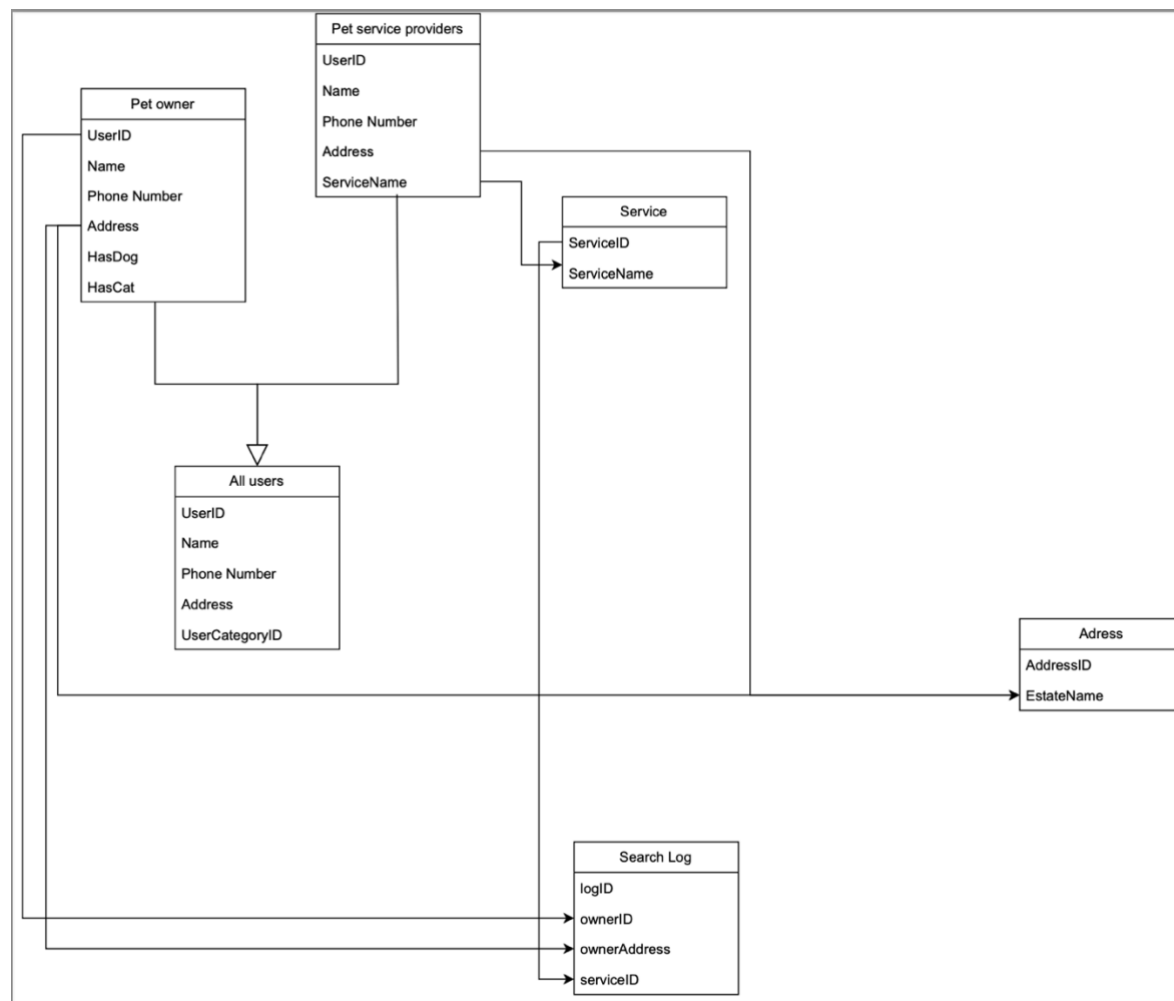 Pet service providers
UserID
Name
Phone Number
Address
ServiceName
Pet owner
UserID
Name
Phone Number
Address
HasDog
HasCat
Service
ServiceID
ServiceName
All users
UserID
Name
Phone Number
Address
UserCategoryID
Adress
AddressID
EstateName
Search Log
logID
ownerID
ownerAddress
serviceID